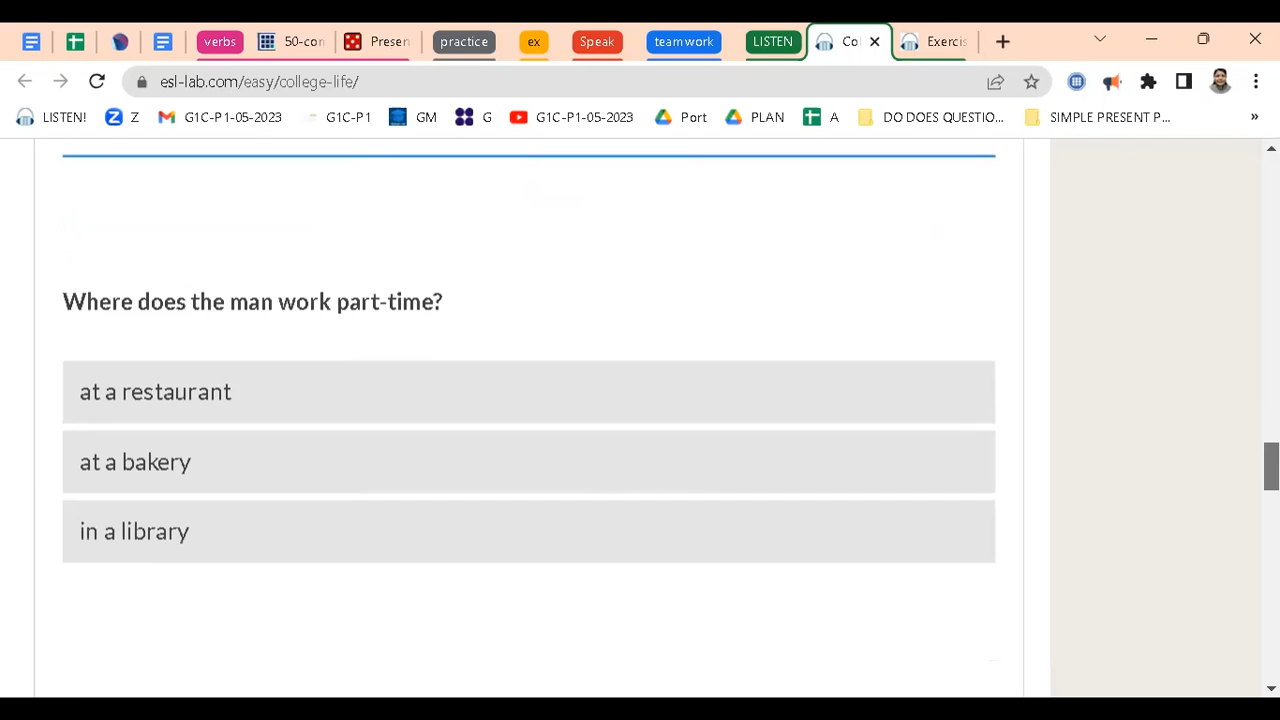 verbs 50-con Presen practice ex Speak teamwork LISTEN Co Exercis
esl-lab.com/easy/college-life/
LISTEN! Z G1C-P1-05-2023 G1C-P1 GM G G1C-P1-05-2023 Port PLAN A DO DOES QUESTIO... SIMPLE PRESENT P... »
Where does the man work part-time?
at a restaurant
at a bakery
in a library